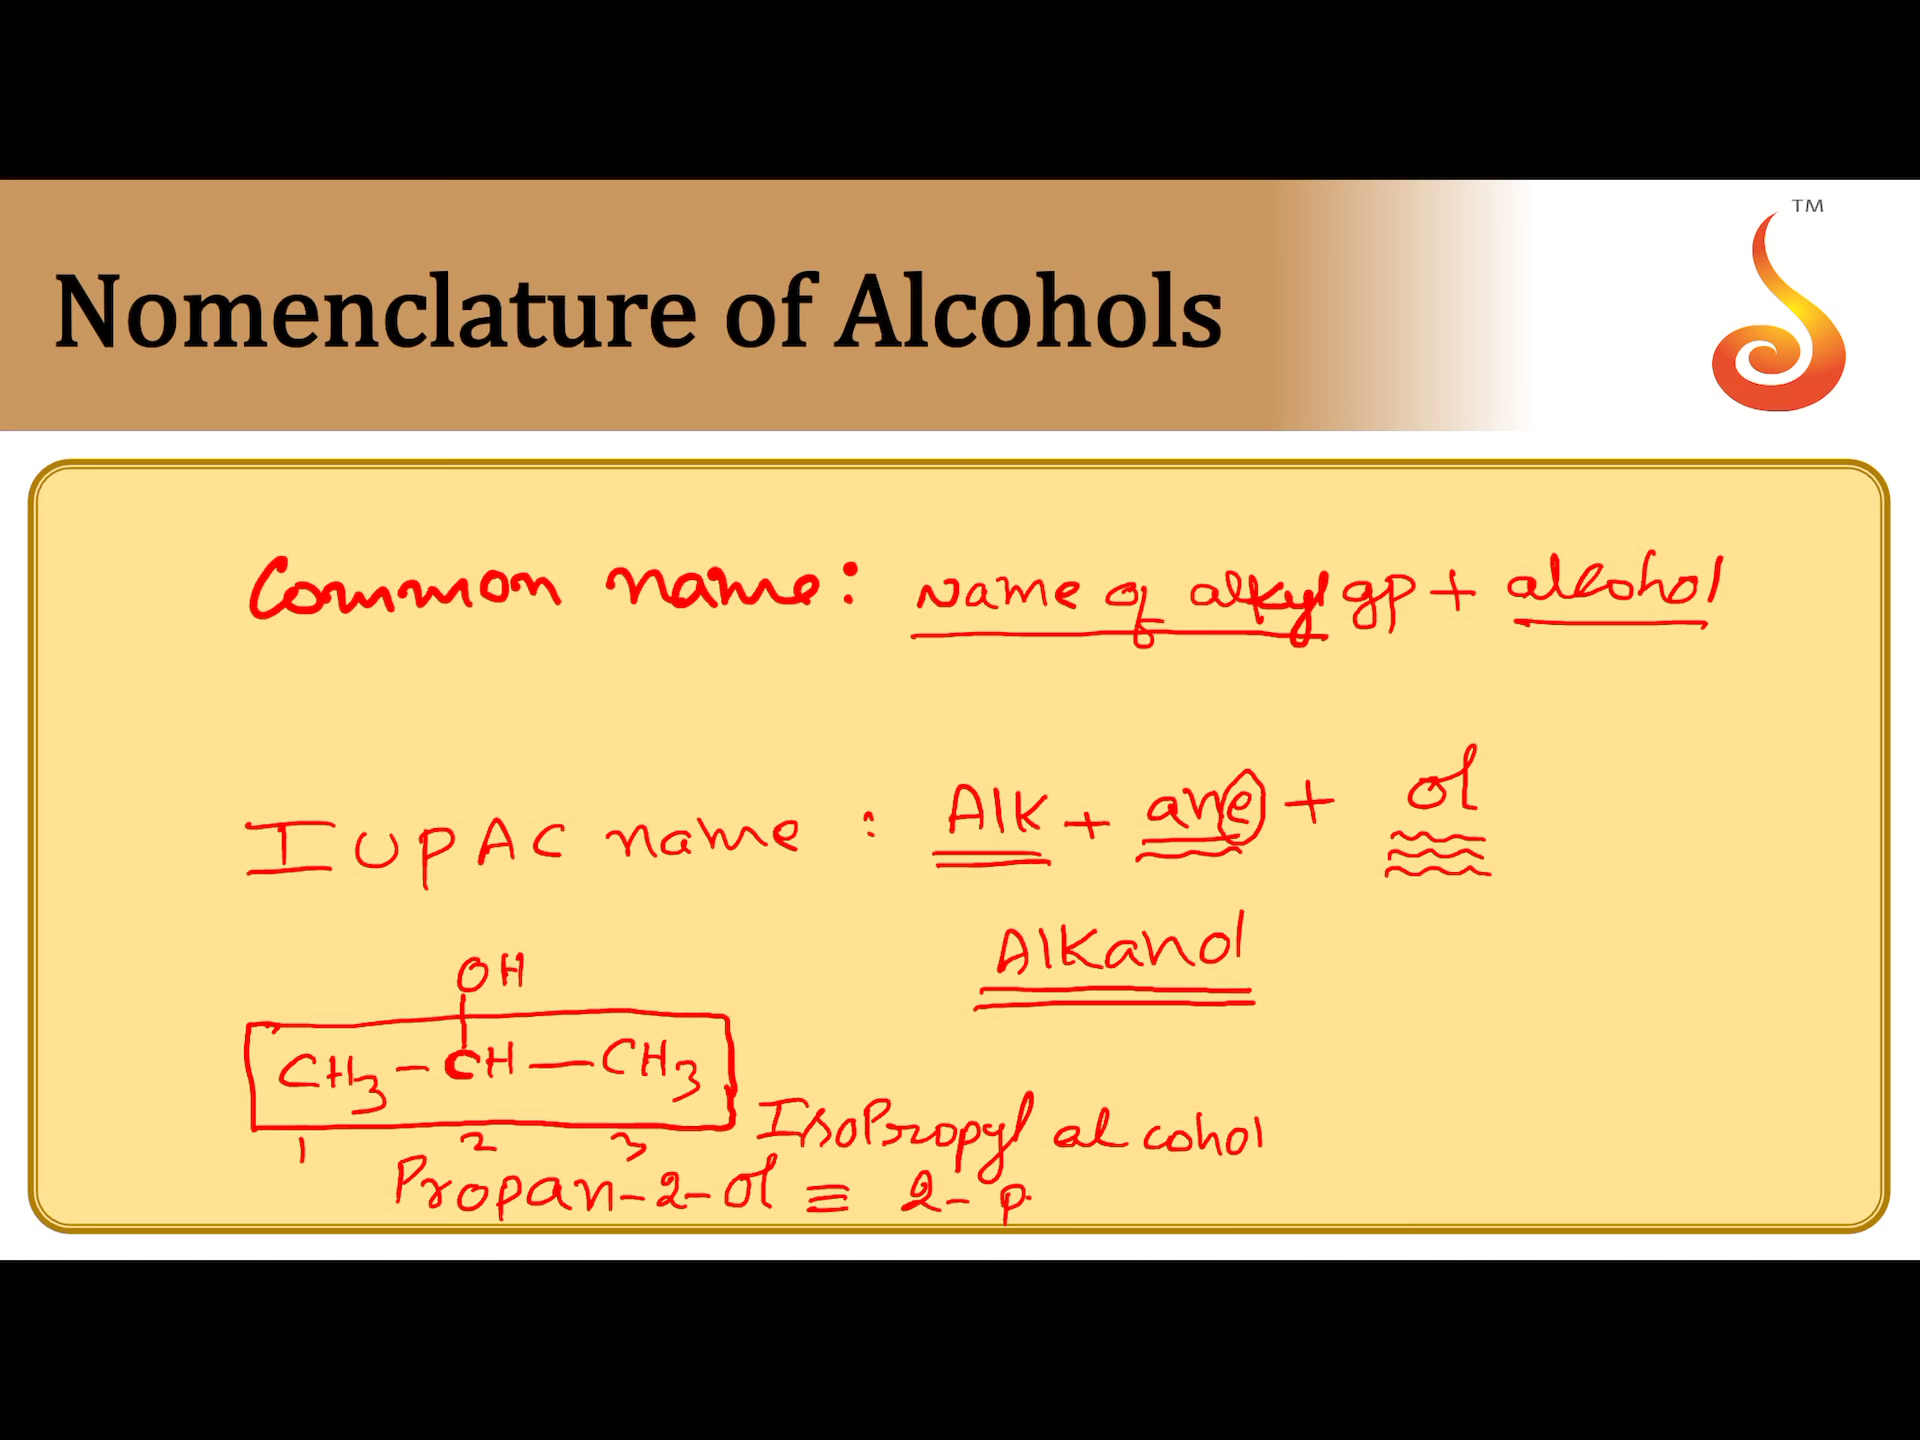 TM
Nomenclature of Alcohols
Common name: Name of alkyl gp + alcohol
IUPAC name : Alk + ane + ol
Alkanol
OH
CH3 - CH — CH3
1 2 3
IsoPropyl alcohol
Propan-2-ol ≡ 2-p